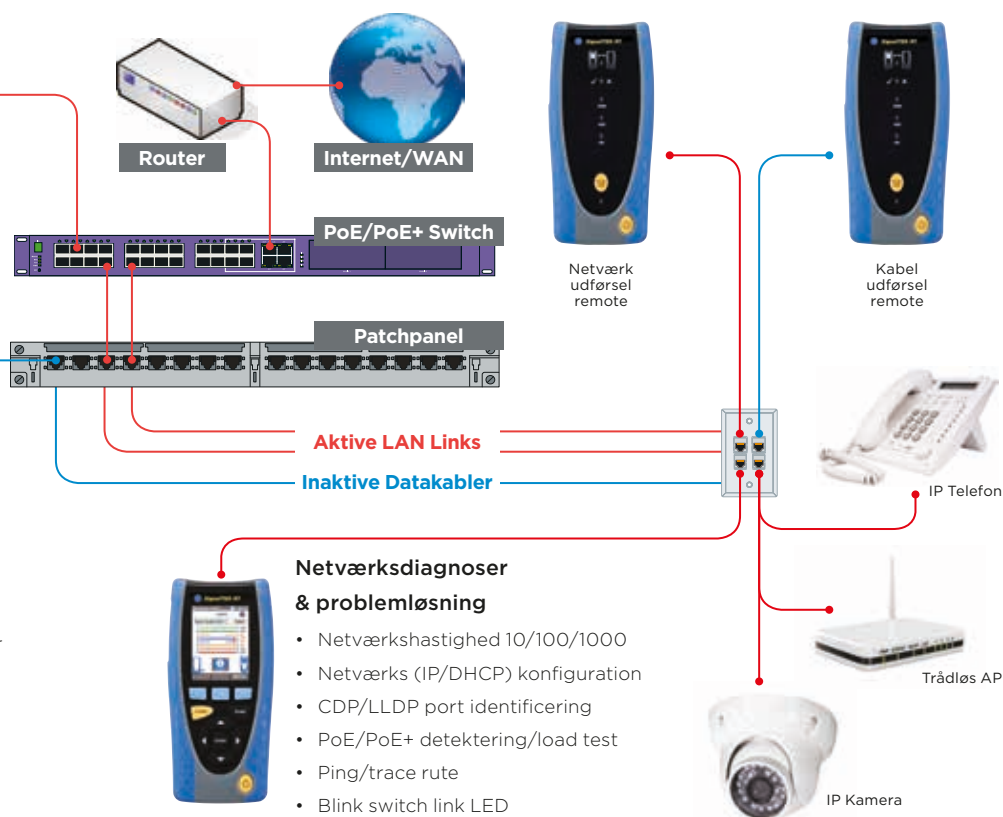 Router
Internet/WAN
PoE/PoE+ Switch
Netværk
udførsel
remote
Kabel
udførsel
remote
Patchpanel
Aktive LAN Links
Inaktive Datakabler
IP Telefon
Netværksdiagnoser
& problemløsning
• Netværkshastighed 10/100/1000
• Netværks (IP/DHCP) konfiguration
• CDP/LLDP port identificering
• PoE/PoE+ detektering/load test
• Ping/trace rute
• Blink switch link LED
Trådløs AP
IP Kamera